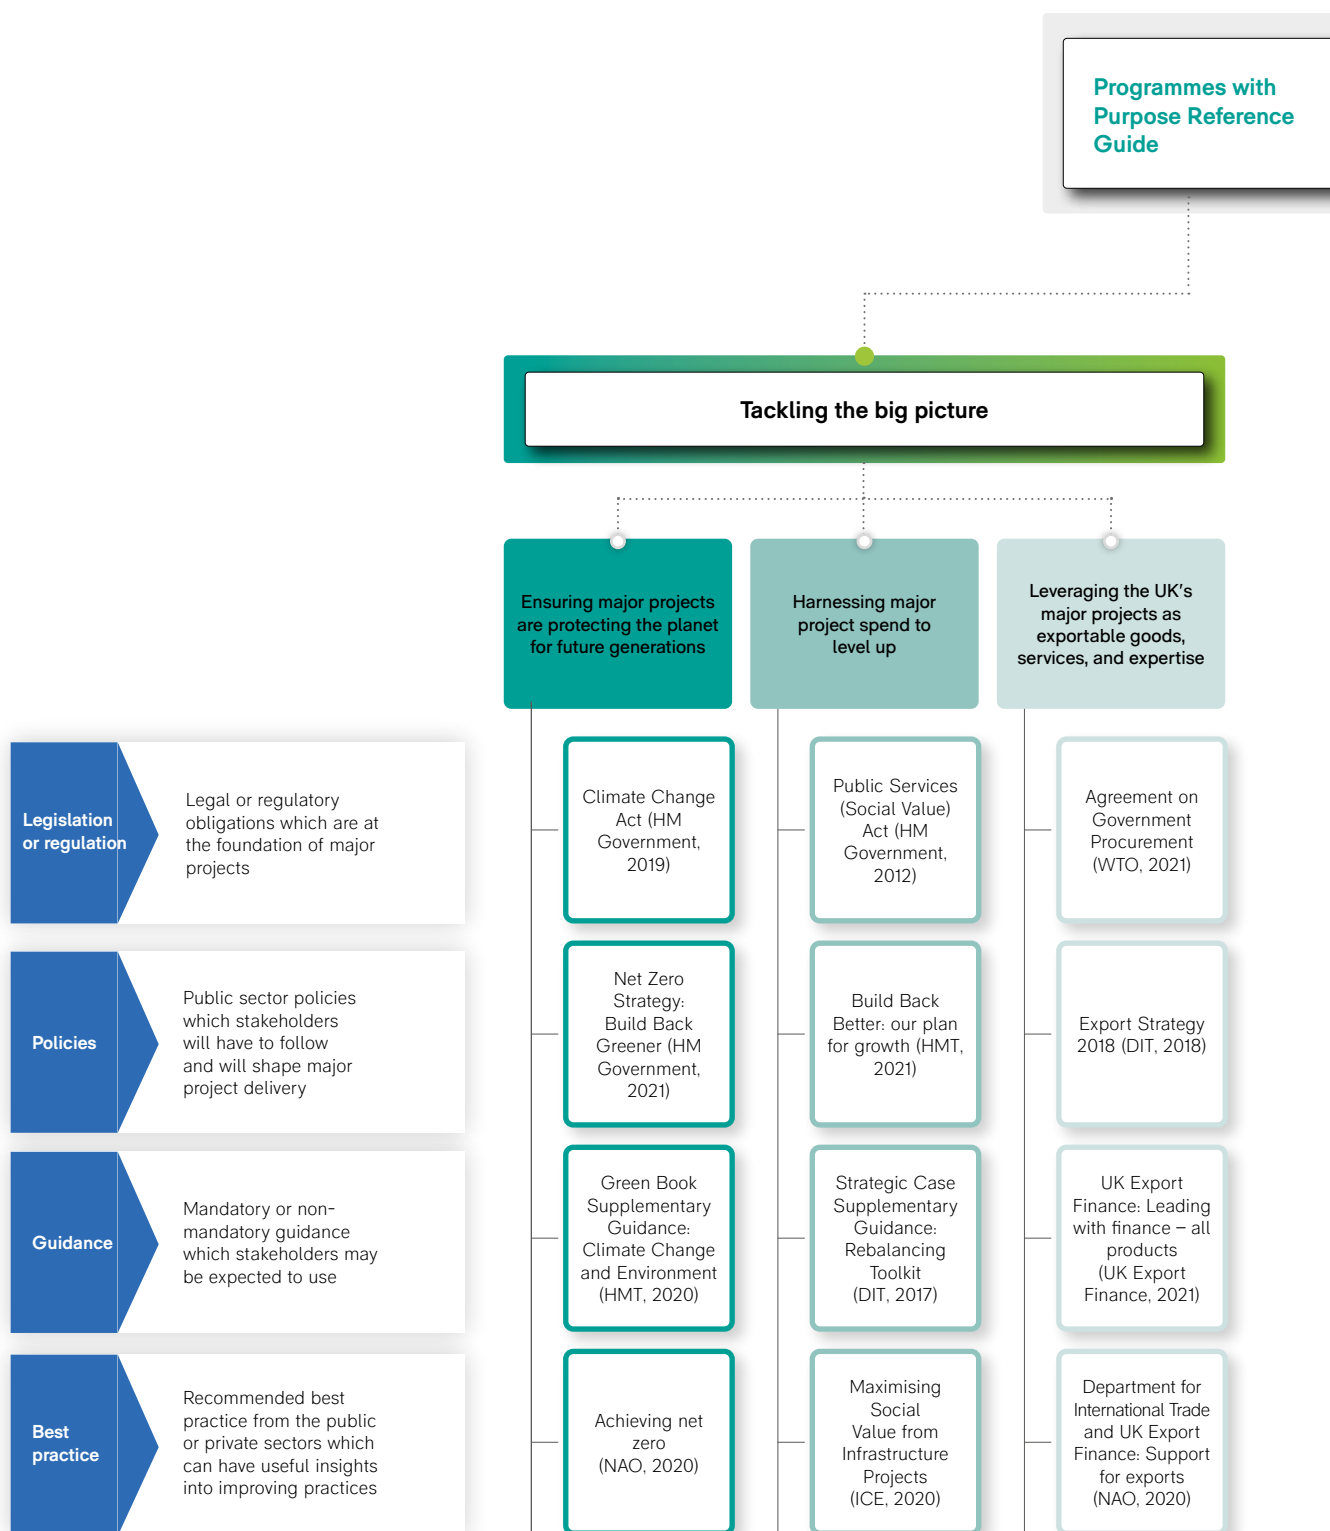 Programmes with
Purpose Reference
Guide
Tackling the big picture
Ensuring major projects
are protecting the planet
for future generations
Harnessing major
project spend to
level up
Leveraging the UK's
major projects as
exportable goods,
services, and expertise
Legislation
or regulation
Legal or regulatory
obligations which are at
the foundation of major
projects
Climate Change
Act (HM
Government,
2019)
Public Services
(Social Value)
Act (HM
Government,
2012)
Agreement on
Government
Procurement
(WTO, 2021)
Policies
Public sector policies
which stakeholders
will have to follow
and will shape major
project delivery
Net Zero
Strategy:
Build Back
Greener (HM
Government,
2021)
Build Back
Better: our plan
for growth (HMT,
2021)
Export Strategy
2018 (DIT, 2018)
Guidance
Mandatory or non-
mandatory guidance
which stakeholders may
be expected to use
Green Book
Supplementary
Guidance:
Climate Change
and Environment
(HMT, 2020)
Strategic Case
Supplementary
Guidance:
Rebalancing
Toolkit
(DIT, 2017)
UK Export
Finance: Leading
with finance – all
products
(UK Export
Finance, 2021)
Best
practice
Recommended best
practice from the public
or private sectors which
can have useful insights
into improving practices
Achieving net
zero
(NAO, 2020)
Maximising
Social
Value from
Infrastructure
Projects
(ICE, 2020)
Department for
International Trade
and UK Export
Finance: Support
for exports
(NAO, 2020)